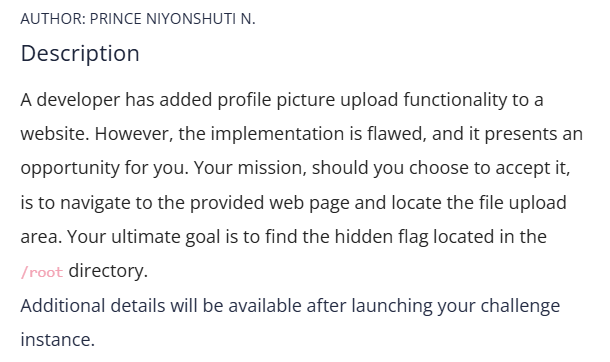 AUTHOR: PRINCE NIYONSHUTI N.
Description
A developer has added profile picture upload functionality to a
website. However, the implementation is flawed, and it presents an
opportunity for you. Your mission, should you choose to accept it,
is to navigate to the provided web page and locate the file upload
area. Your ultimate goal is to find the hidden flag located in the
/root directory.
Additional details will be available after launching your challenge
instance.